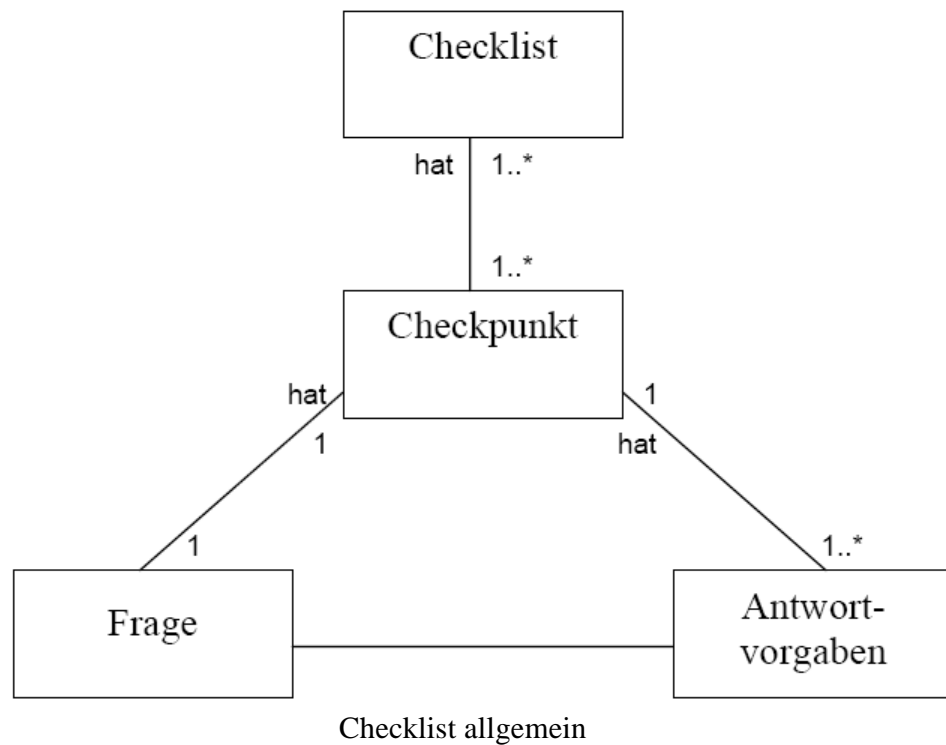 Checklist
hat 1..*
1..*
Checkpunkt
hat
1
1
hat
1
1..*
Frage
Antwort-
vorgaben
Checklist allgemein